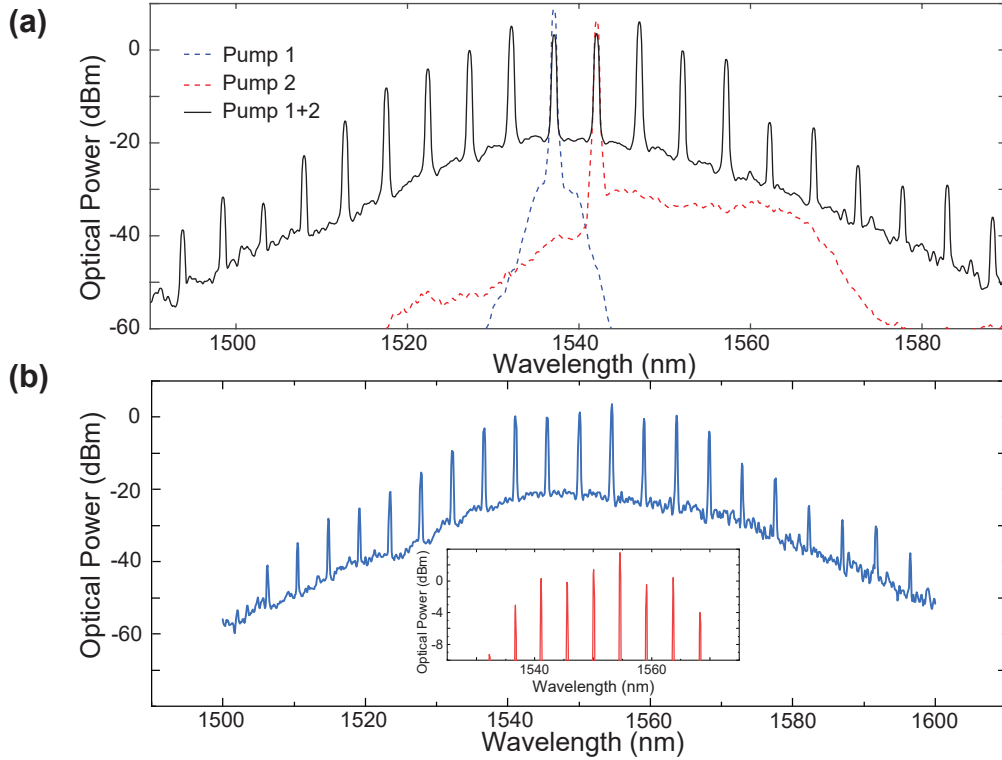 (a)
Pump 1
Pump 2
Pump 1+2
Optical Power (dBm)
0
-20
-40
-60
1500
1520
1540
1560
1580
Wavelength (nm)
(b)
Optical Power (dBm)
0
-20
-40
-60
Optical Power (dBm)
0
-4
-8
1540
1560
Wavelength (nm)
1500
1520
1540
1560
1580
1600
Wavelength (nm)